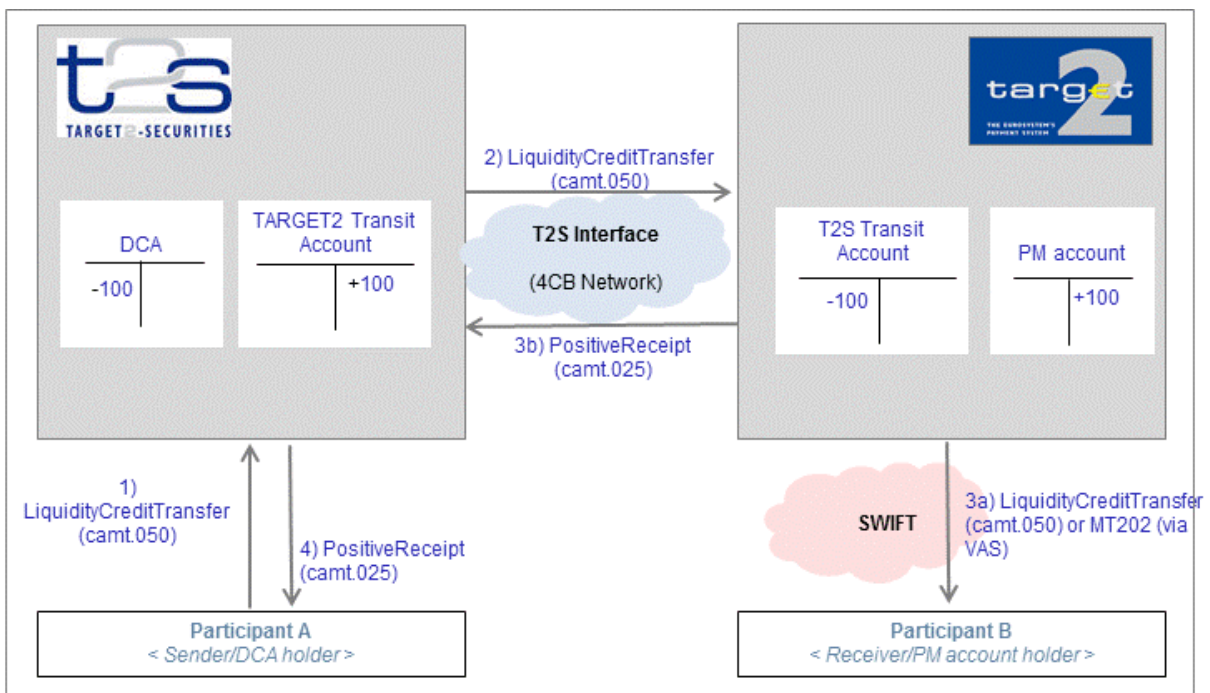 t2s
TARGET2-SECURITIES
target
2
THE EUROSYSTEM'S
PAYMENT SYSTEM
2) LiquidityCreditTransfer
(camt.050)
DCA
-100
TARGET2 Transit
Account
+100
T2S Interface
(4CB Network)
T2S Transit
Account
-100
PM account
+100
3b) PositiveReceipt
(camt.025)
1)
LiquidityCreditTransfer
(camt.050)
4) PositiveReceipt
(camt.025)
SWIFT
3a) LiquidityCreditTransfer
(camt.050) or MT202 (via
VAS)
Participant A
< Sender/DCA holder >
Participant B
< Receiver/PM account holder >